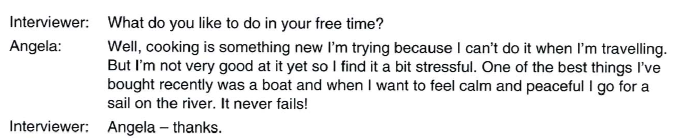 Interviewer: What do you like to do in your free time?
Angela: Well, cooking is something new I'm trying because I can't do it when I'm travelling.
But I'm not very good at it yet so I find it a bit stressful. One of the best things I've
bought recently was a boat and when I want to feel calm and peaceful I go for a
sail on the river. It never fails!
Interviewer: Angela – thanks.